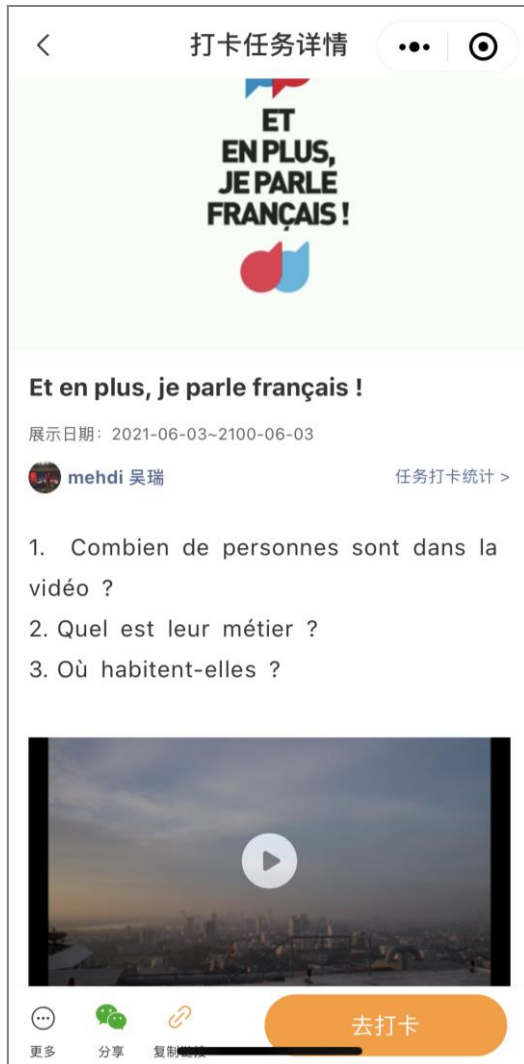 打卡任务详情
ET
EN PLUS,
JE PARLE
FRANÇAIS !
Et en plus, je parle français !
展示日期：2021-06-03~2100-06-03
mehdi 吴瑞
任务打卡统计 >
1. Combien de personnes sont dans la
vidéo ?
2. Quel est leur métier ?
3. Où habitent-elles ?
更多
分享
复制链接
去打卡